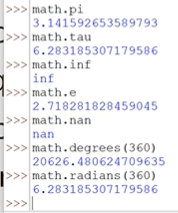 >>> math.pi
3.141592653589793
>>> math.tau
6.283185307179586
>>> math.inf
inf
>>> math.e
2.718281828459045
>>> math.nan
nan
>>> math.degrees(360)
20626.480624709635
>>> math.radians(360)
6.283185307179586
>>>